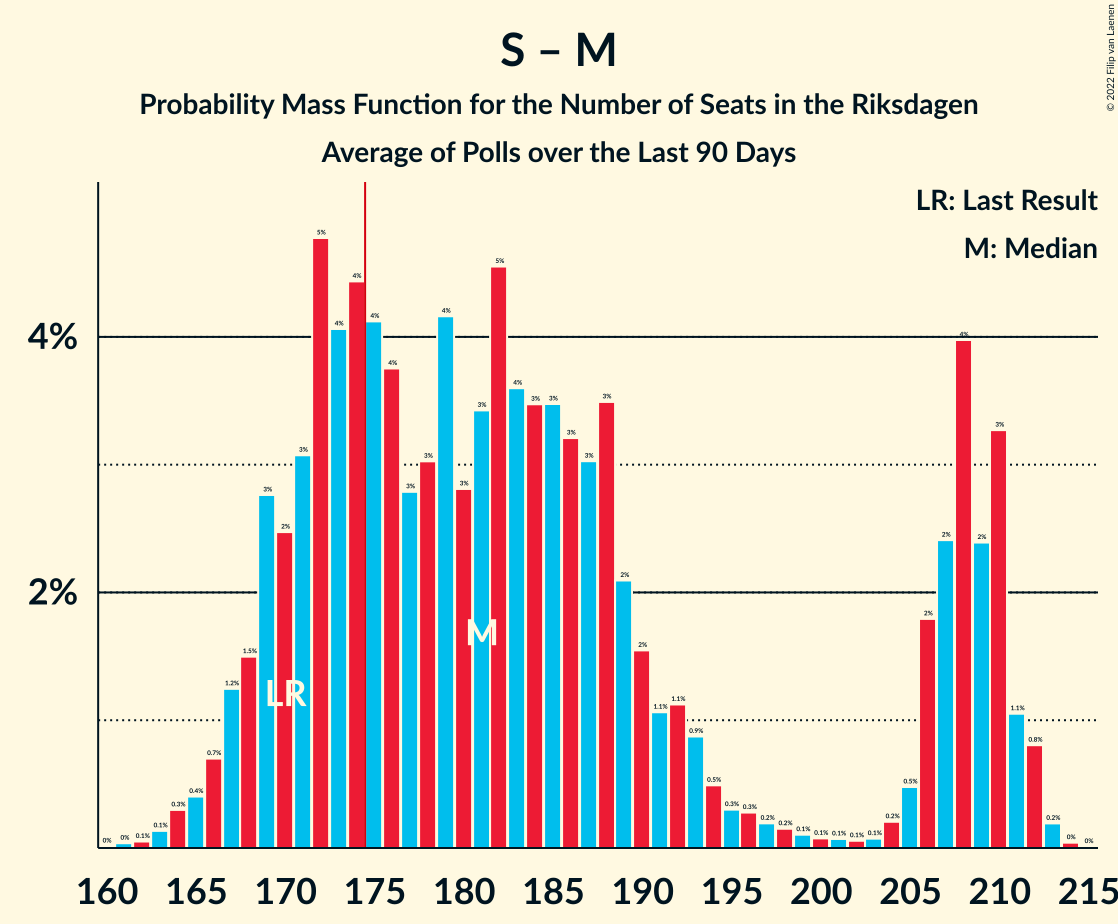 © 2022 Filip van Laenen
S – M
Probability Mass Function for the Number of Seats in the Riksdagen
Average of Polls over the Last 90 Days
LR: Last Result
M: Median
4%
2%
0% 0% 0.1% 0.1% 0.3% 0.4% 0.7% 1.2% 1.5% 3% 2% 3% 5% 4% 4% 4% 4% 3% 3% 4% 3% 3% 5% 4% 3% 3% 3% 3% 3% 2% 2% 1.1% 1.1% 0.9% 0.5% 0.3% 0.3% 0.2% 0.2% 0.1% 0.1% 0.1% 0.1% 0.1% 0.2% 0.5% 2% 2% 4% 2% 3% 1.1% 0.8% 0.2% 0% 0%
M
LR
160 165 170 175 180 185 190 195 200 205 210 215